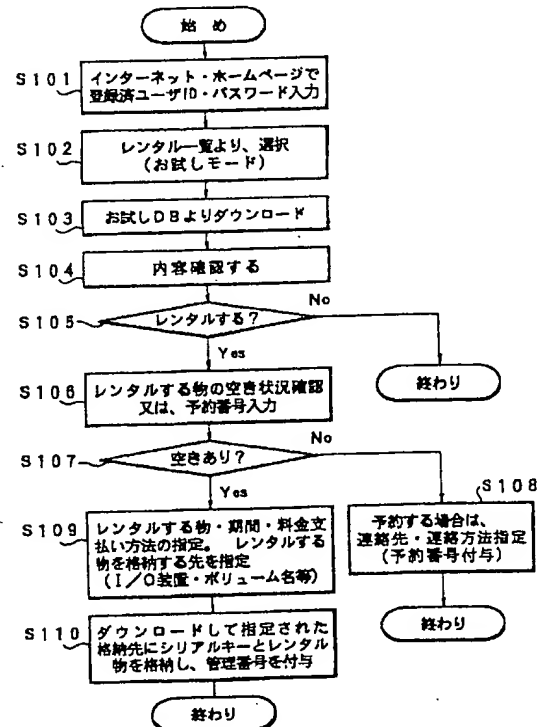 始め
S101
インターネット・ホームページで
登録済ユーザID・パスワード入力
S102
レンタル一覧より、選択
(お試しモード)
S103
お試しDBよりダウンロード
S104
内容確認する
S105
レンタルする?
No
Yes
終わり
S106
レンタルする物の空き状況確認
又は、予約番号入力
S107
空きあり?
No
Yes
S108
予約する場合は、
連絡先・連絡方法指定
(予約番号付与)
終わり
S109
レンタルする物・期間・料金支
払い方法の指定。 レンタルする
物を格納する先を指定
(I/O装置・ボリューム名等)
S110
ダウンロードして指定された
格納先にシリアルキーとレンタル
物を格納し、管理番号を付与
終わり